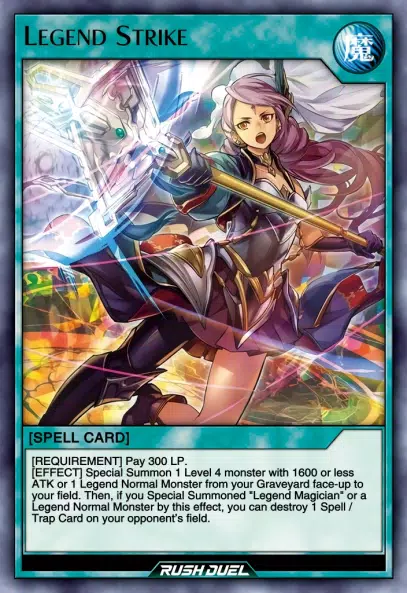 LEGEND STRIKE
魔
[SPELL CARD]
[REQUIREMENT] Pay 300 LP.
[EFFECT] Special Summon 1 Level 4 monster with 1600 or less
ATK or 1 Legend Normal Monster from your Graveyard face-up to
your field. Then, if you Special Summoned "Legend Magician" or a
Legend Normal Monster by this effect, you can destroy 1 Spell /
Trap Card on your opponent's field.
RUSH DUEL